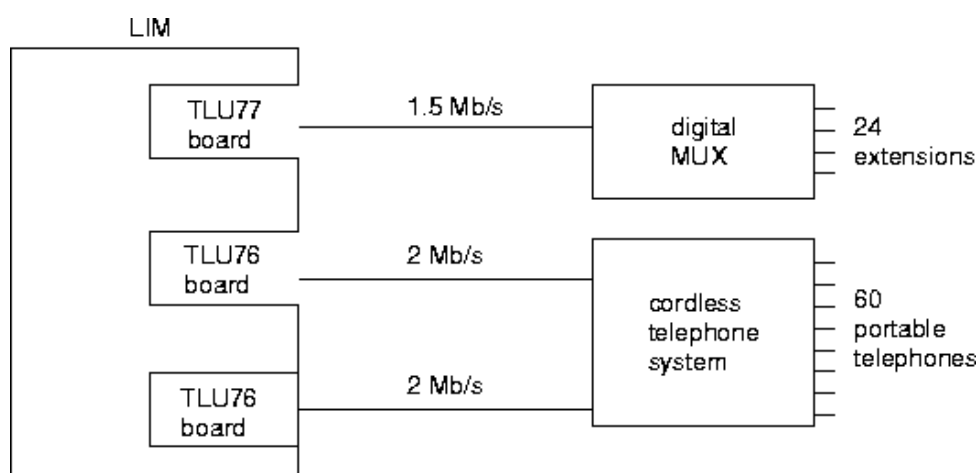 LIM
TLU77
board
1.5 Mb/s
digital
MUX
24
extensions
TLU76
board
2 Mb/s
cordless
telephone
system
60
portable
telephones
TLU76
board
2 Mb/s